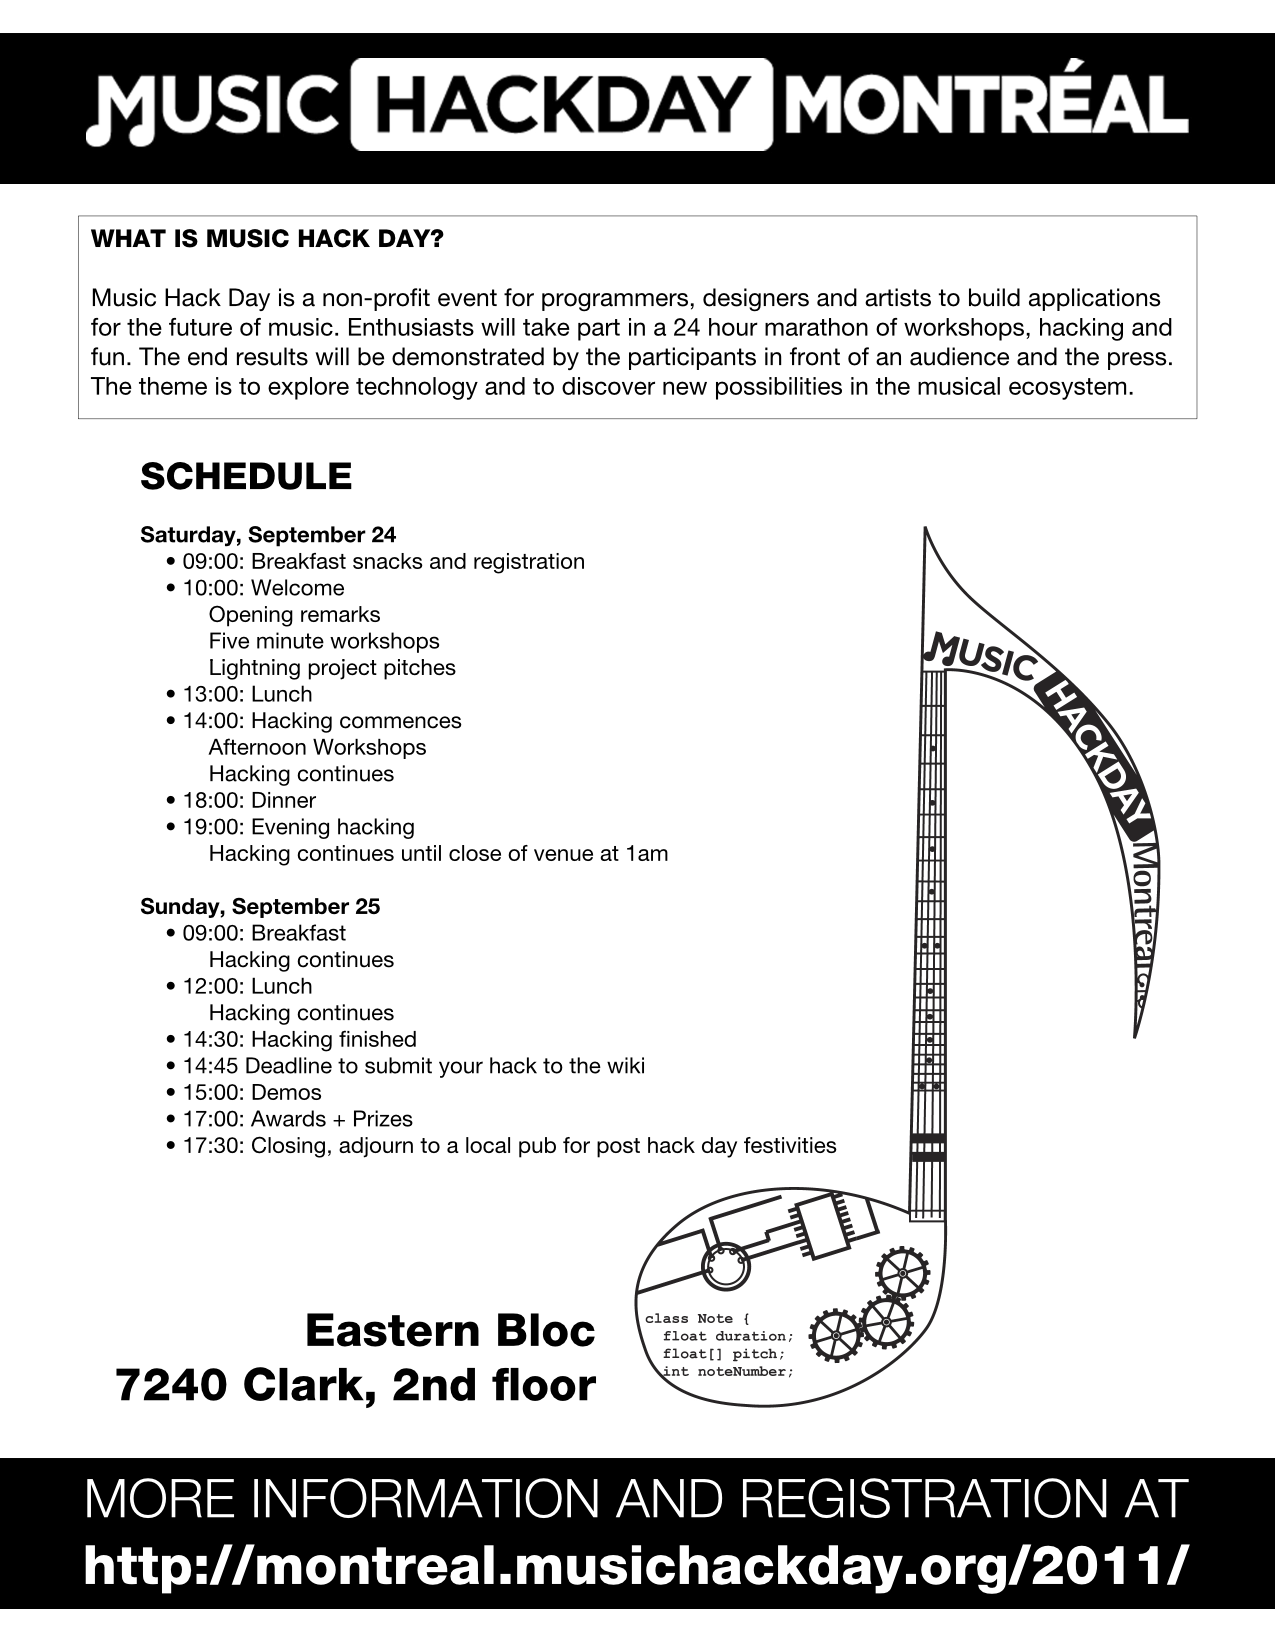 MUSIC HACKDAY MONTRÉAL
WHAT IS MUSIC HACK DAY?
Music Hack Day is a non-profit event for programmers, designers and artists to build applications
for the future of music. Enthusiasts will take part in a 24 hour marathon of workshops, hacking and
fun. The end results will be demonstrated by the participants in front of an audience and the press.
The theme is to explore technology and to discover new possibilities in the musical ecosystem.
SCHEDULE
Saturday, September 24
• 09:00: Breakfast snacks and registration
• 10:00: Welcome
Opening remarks
Five minute workshops
Lightning project pitches
• 13:00: Lunch
• 14:00: Hacking commences
Afternoon Workshops
Hacking continues
• 18:00: Dinner
• 19:00: Evening hacking
Hacking continues until close of venue at 1am
Sunday, September 25
• 09:00: Breakfast
Hacking continues
• 12:00: Lunch
Hacking continues
• 14:30: Hacking finished
• 14:45 Deadline to submit your hack to the wiki
• 15:00: Demos
• 17:00: Awards + Prizes
• 17:30: Closing, adjourn to a local pub for post hack day festivities
MUSIC HACKDAY Montreal
class Note {
float duration;
float[] pitch;
int noteNumber;
Eastern Bloc
7240 Clark, 2nd floor
MORE INFORMATION AND REGISTRATION AT
http://montreal.musichackday.org/2011/